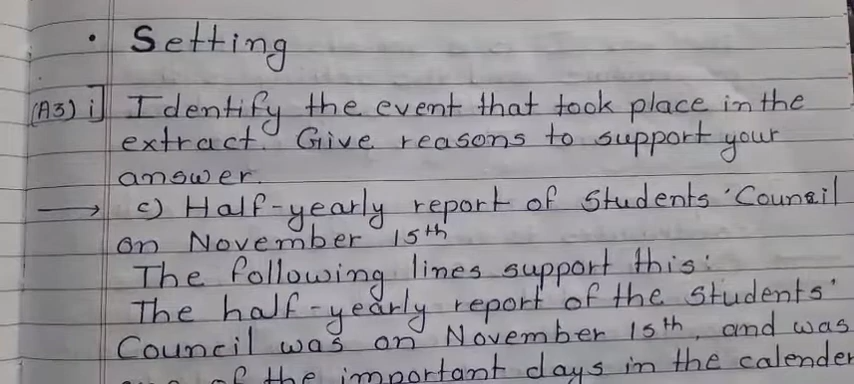 • Setting
(A3) i] Identify the event that took place in the
extract. Give reasons to support your
answer.
→ c) Half-yearly report of Students' Council
on November 15th
The following lines support this:
The half-yearly report of the Students'
Council was on November 15th, and was
of the important days in the calender